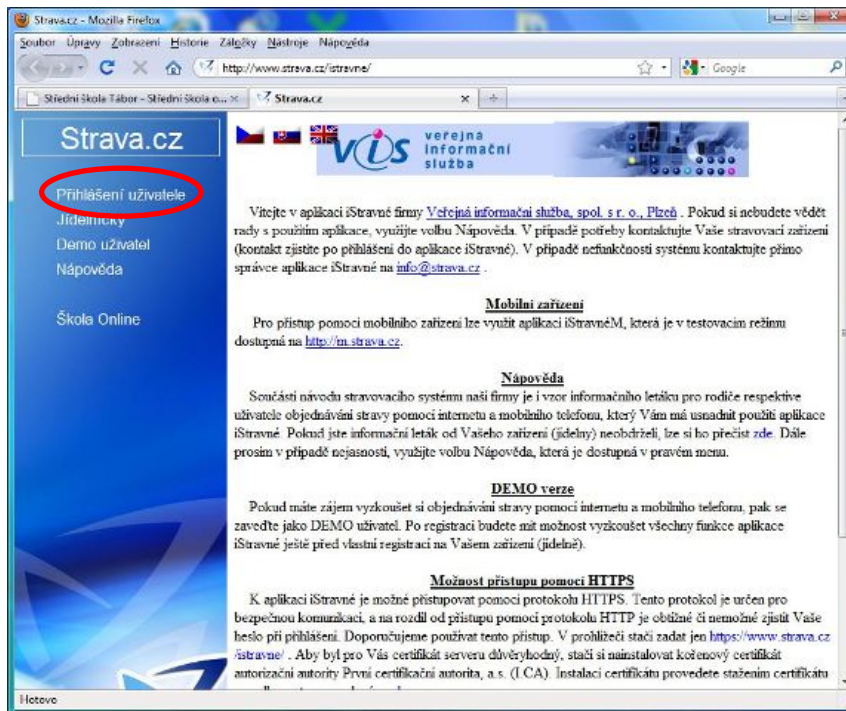 Strava.cz - Mozilla Firefox
Soubor Úpravy Zobrazení Historie Záložky Nástroje Nápověda
http://www.strava.cz/istravne/
Google
Střední škola Tábor - Střední škola o...
Strava.cz
Strava.cz
Přihlášení uživatele
Jídelníčky
Demo uživatel
Nápověda
Škola Online
VIS veřejná
informační
služba
Vítejte v aplikaci iStravné firmy Veřejná informační služba, spol. s r. o., Plzeň . Pokud si nebudete vědět
rady s použitím aplikace, využijte volbu Nápověda. V případě potřeby kontaktujte Vaše stravovací zařízení
(kontakt zjistíte po přihlášení do aplikace iStravné). V případě nefunkčnosti systému kontaktujte přímo
správce aplikace iStravné na info@strava.cz .
Mobilní zařízení
Pro přístup pomocí mobilního zařízení lze využít aplikaci iStravnéM, která je v testovacím režimu
dostupná na http://m.strava.cz.
Nápověda
Součástí návodu stravovacího systému naší firmy je i vzor informačního letáku pro rodiče respektive
uživatele objednávání stravy pomocí internetu a mobilního telefonu, který Vám má usnadnit použití aplikace
iStravné. Pokud jste informační leták od Vašeho zařízení (jídelny) neobdrželi, lze si ho přečíst zde. Dále
prosím v případě nejasností, využijte volbu Nápověda, která je dostupná v pravém menu.
DEMO verze
Pokud máte zájem vyzkoušet si objednávání stravy pomocí internetu a mobilního telefonu, pak se
zaveďte jako DEMO uživatel. Po registraci budete mít možnost vyzkoušet všechny funkce aplikace
iStravné ještě před vlastní registrací na Vašem zařízení (jídelně).
Možnost přístupu pomocí HTTPS
K aplikaci iStravné je možné přistupovat pomocí protokolu HTTPS. Tento protokol je určen pro
bezpečnou komunikaci, a na rozdíl od přístupu pomocí protokolu HTTP je obtížné či nemožné zjistit Vaše
heslo při přihlášení. Doporučujeme používat tento přístup. V prohlížeči stačí zadat jen https://www.strava.cz
/istravne/ . Aby byl pro Vás certifikát serveru důvěryhodný, stačí si nainstalovat kořenový certifikát
autorizační autority První certifikační autorita, a.s. (I.CA). Instalaci certifikátu provedete stažením certifikátu
Hotovo